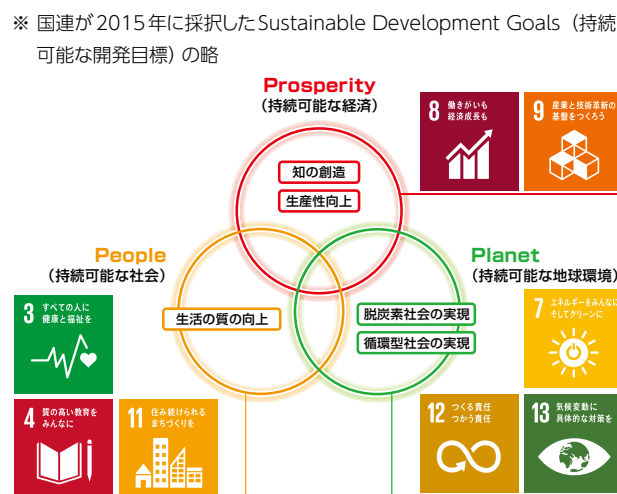 ※ 国連が2015年に採択したSustainable Development Goals（持続
可能な開発目標）の略
Prosperity
（持続可能な経済）
8 働きがいも
経済成長も
9 産業と技術革新の
基盤をつくろう
知の創造
生産性向上
People
（持続可能な社会）
Planet
（持続可能な地球環境）
3 すべての人に
健康と福祉を
生活の質の向上
脱炭素社会の実現
循環型社会の実現
7 エネルギーをみんなに
そしてクリーンに
4 質の高い教育を
みんなに
11 住み続けられる
まちづくりを
12 つくる責任
つかう責任
13 気候変動に
具体的な対策を